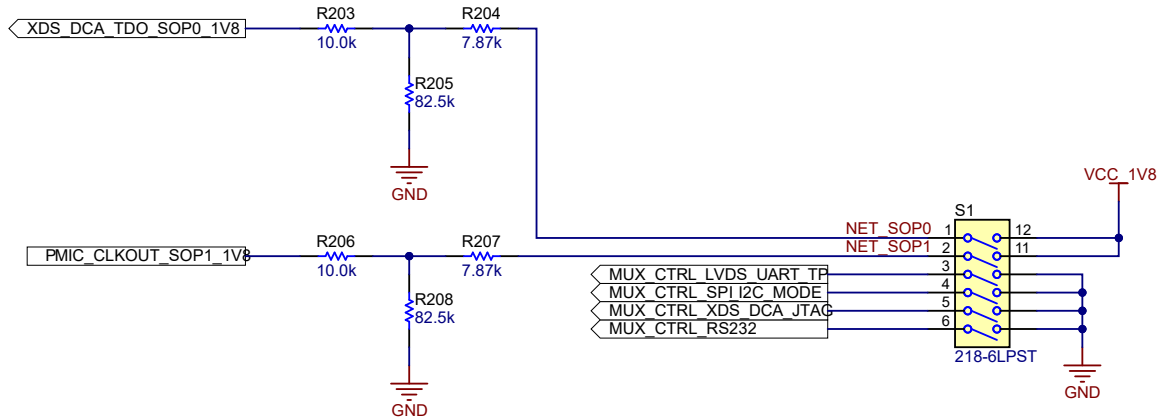 R203
R204
XDS_DCA_TDO_SOP0_1V8
10.0k
7.87k
R205
82.5k
GND
VCC_1V8
S1
NET_SOP0
1
12
R206
R207
NET_SOP1
2
11
PMIC_CLKOUT_SOP1_1V8
10.0k
7.87k
MUX_CTRL_LVDS_UART_TP
3
MUX_CTRL_SPI I2C_MODE
4
R208
82.5k
MUX_CTRL_XDS_DCA_JTAG
5
MUX_CTRL_RS232
6
218-6LPST
GND
GND